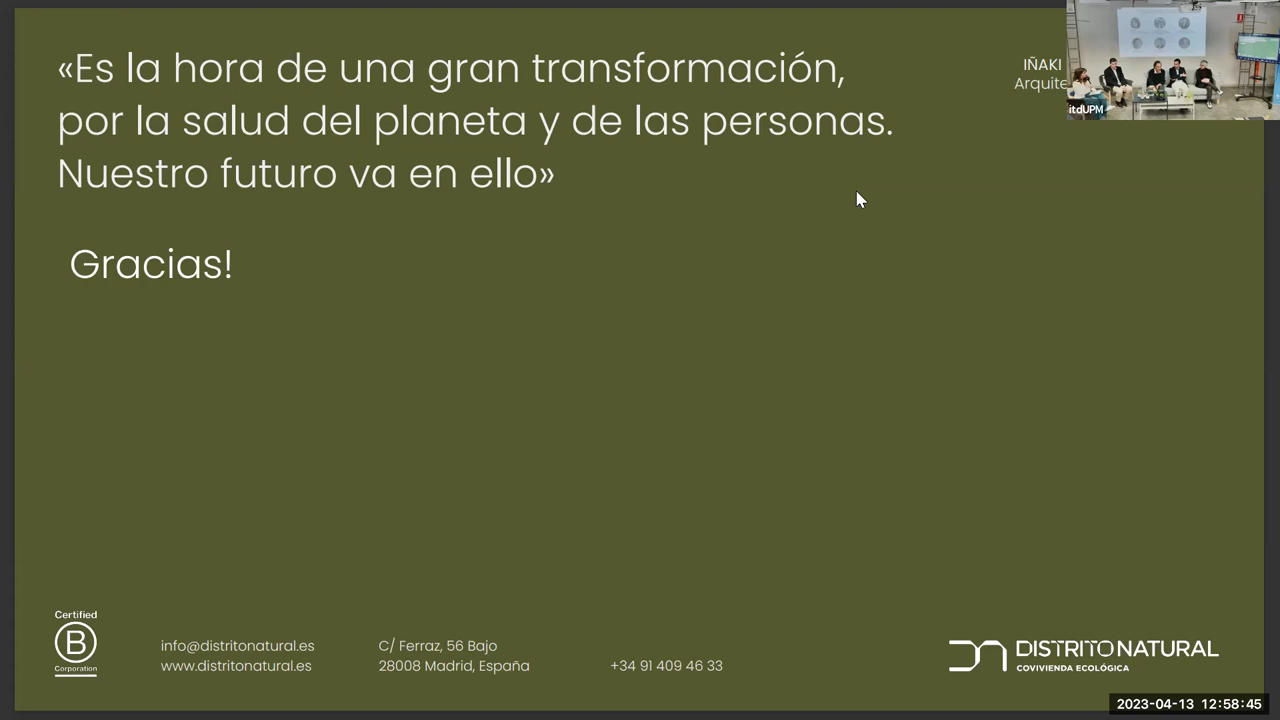 «Es la hora de una gran transformación,
por la salud del planeta y de las personas.
Nuestro futuro va en ello»
Gracias!
IÑAKI
itdUPM
Certified
B
Corporation
info@distritonatural.es
www.distritonatural.es
C/ Ferraz, 56 Bajo
28008 Madrid, España
+34 91 409 46 33
DISTRITO NATURAL
COVIVIENDA ECOLÓGICA
2023-04-13 12:58:45